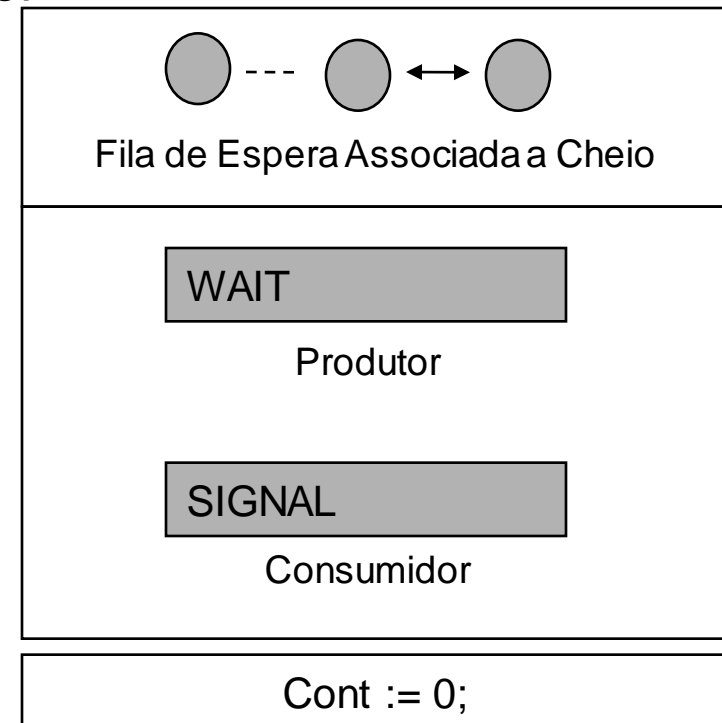 Fila de Espera Associada a Cheio
WAIT
Produtor
SIGNAL
Consumidor
Cont := 0;